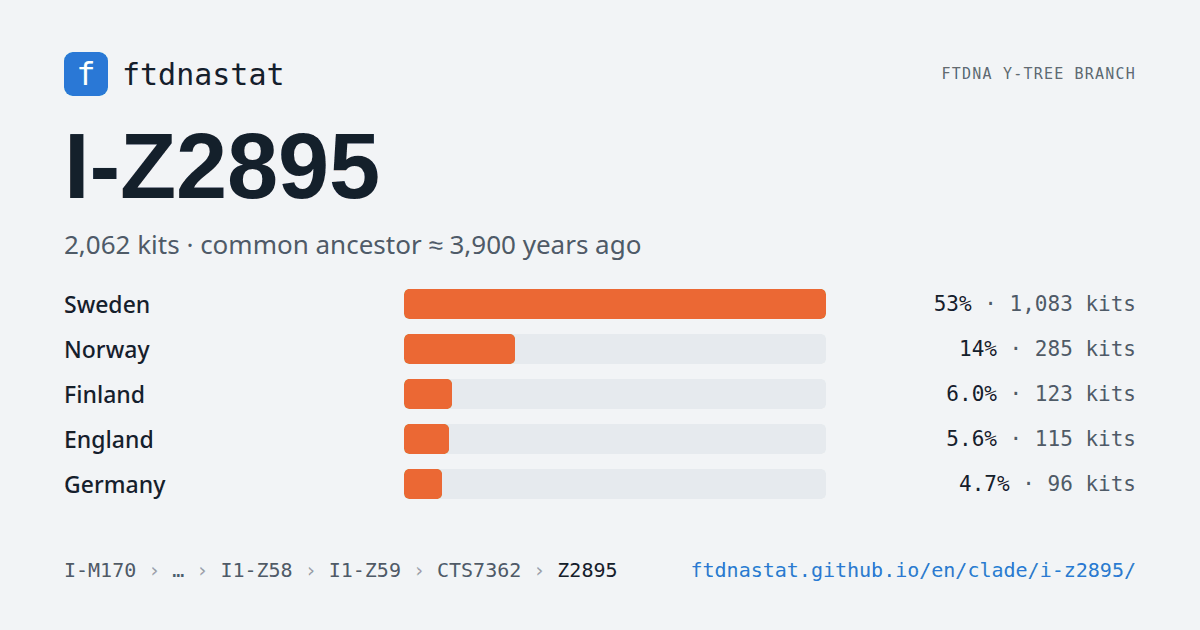 f ftdnastat
FTDNA Y-TREE BRANCH
I-Z2895
2,062 kits · common ancestor ≈ 3,900 years ago
Sweden 53% · 1,083 kits
Norway 14% · 285 kits
Finland 6.0% · 123 kits
England 5.6% · 115 kits
Germany 4.7% · 96 kits
I-M170 › … › I1-Z58 › I1-Z59 › CTS7362 › Z2895
ftdnastat.github.io/en/clade/i-z2895/